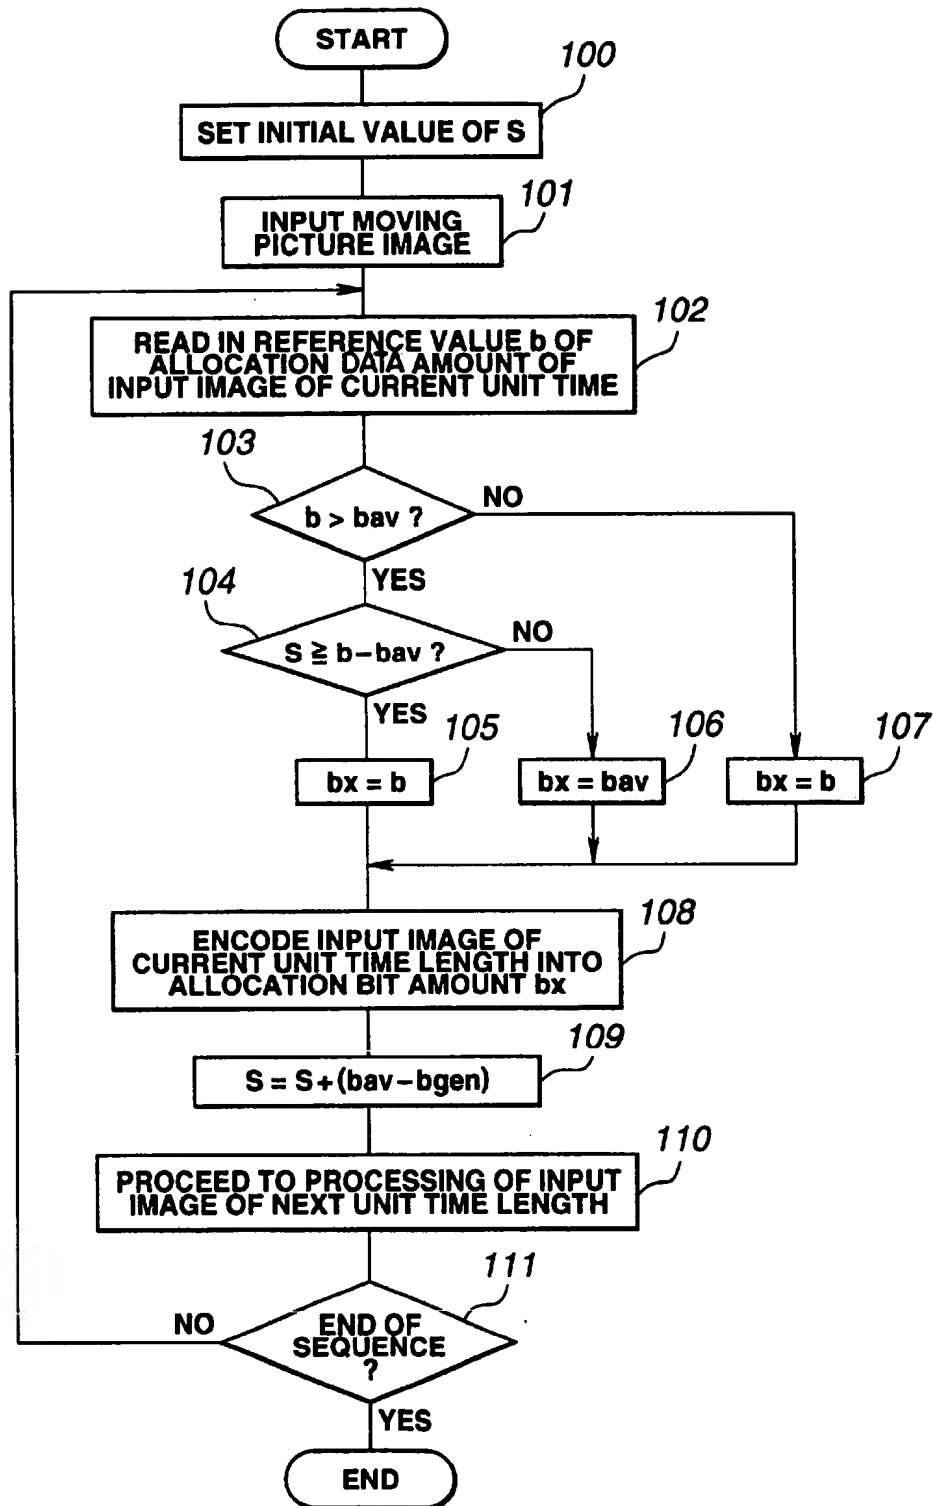 START
100
SET INITIAL VALUE OF S
101
INPUT MOVING
PICTURE IMAGE
102
READ IN REFERENCE VALUE b OF
ALLOCATION DATA AMOUNT OF
INPUT IMAGE OF CURRENT UNIT TIME
103
b > bav ?
NO
YES
104
S ≧ b−bav ?
NO
YES
105
bx = b
106
bx = bav
107
bx = b
108
ENCODE INPUT IMAGE OF
CURRENT UNIT TIME LENGTH INTO
ALLOCATION BIT AMOUNT bx
109
S = S+(bav−bgen)
110
PROCEED TO PROCESSING OF INPUT
IMAGE OF NEXT UNIT TIME LENGTH
111
NO
END OF
SEQUENCE
?
YES
END